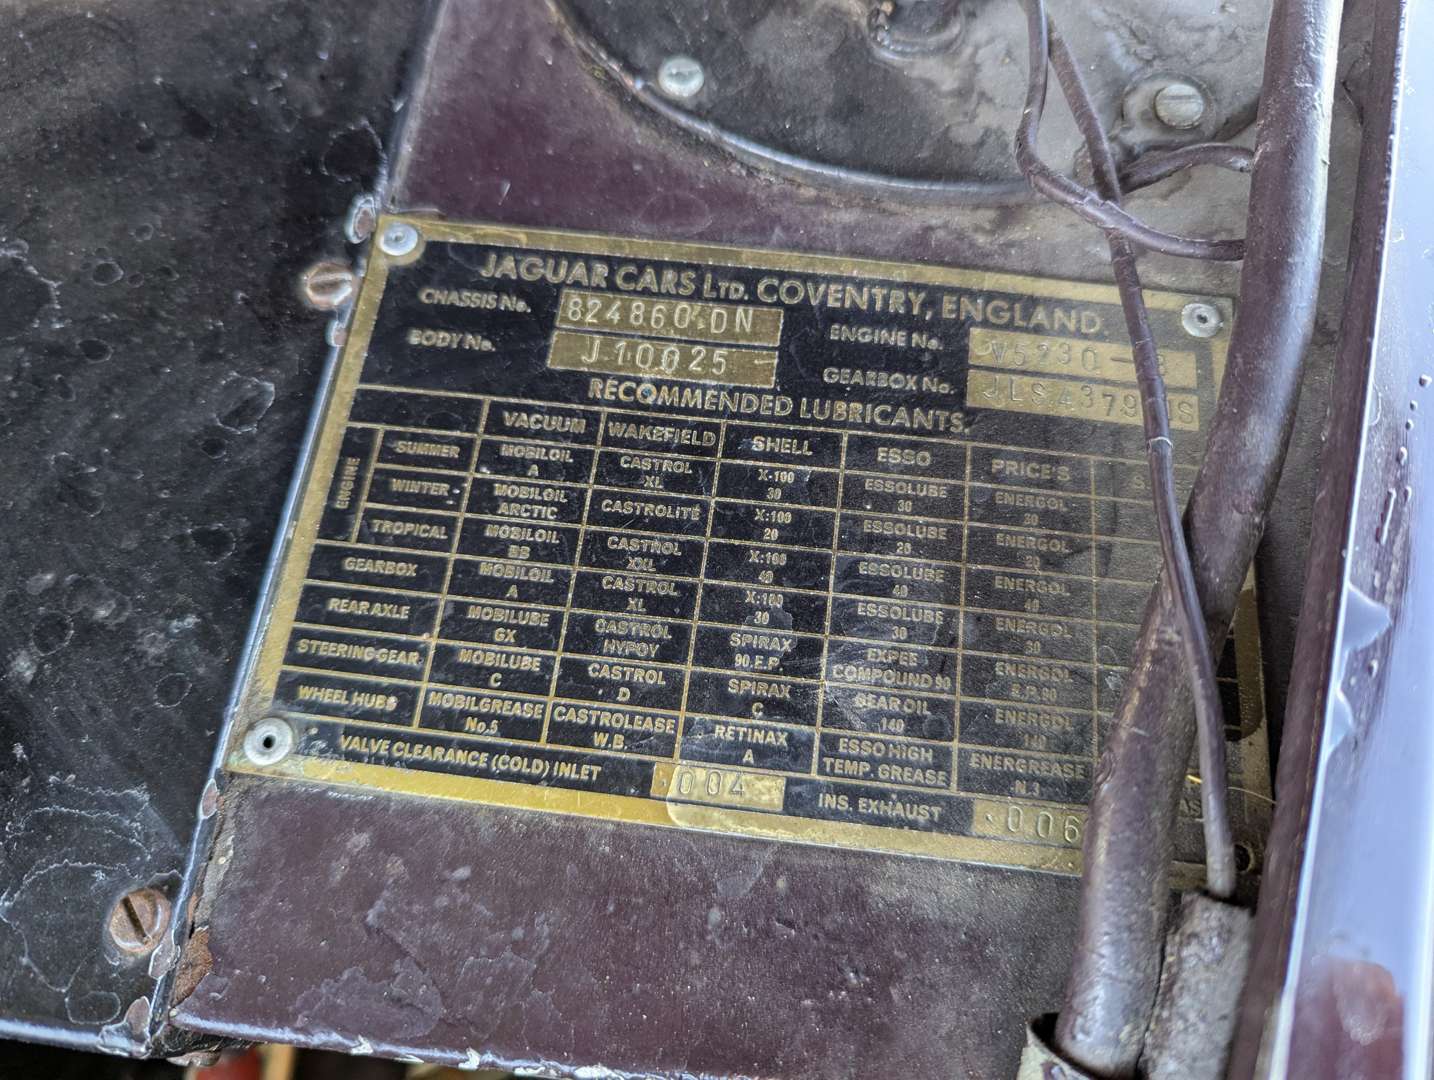 JAGUAR CARS LTD. COVENTRY, ENGLAND.
CHASSIS No. 824860 DN ENGINE No. V5230-8
BODY No. J10025 GEARBOX No. JLS
RECOMMENDED LUBRICANTS.
VACUUM WAKEFIELD SHELL ESSO PRICE'S
ENGINE
SUMMER MOBILOIL A CASTROL XL X-100 30 ESSOLUBE 30 ENERGOL 30
WINTER MOBILOIL ARCTIC CASTROLITE X-100 20 ESSOLUBE 20 ENERGOL 20
TROPICAL MOBILOIL BB CASTROL XXL X-100 40 ESSOLUBE 40 ENERGOL 40
GEARBOX MOBILOIL A CASTROL XL X-100 30 ESSOLUBE 30 ENERGOL 30
REAR AXLE MOBILUBE GX CASTROL HYPOY SPIRAX 90.E.P. EXPEE COMPOUND 90 ENERGOL E.P.90
STEERING GEAR MOBILUBE C CASTROL D SPIRAX C GEAR OIL 140 ENERGOL 140
WHEEL HUBS MOBILGREASE No.5 CASTROLEASE W.B. RETINAX A ESSO HIGH TEMP. GREASE ENERGREASE N.3
VALVE CLEARANCE (COLD) INLET .004 INS. EXHAUST .006